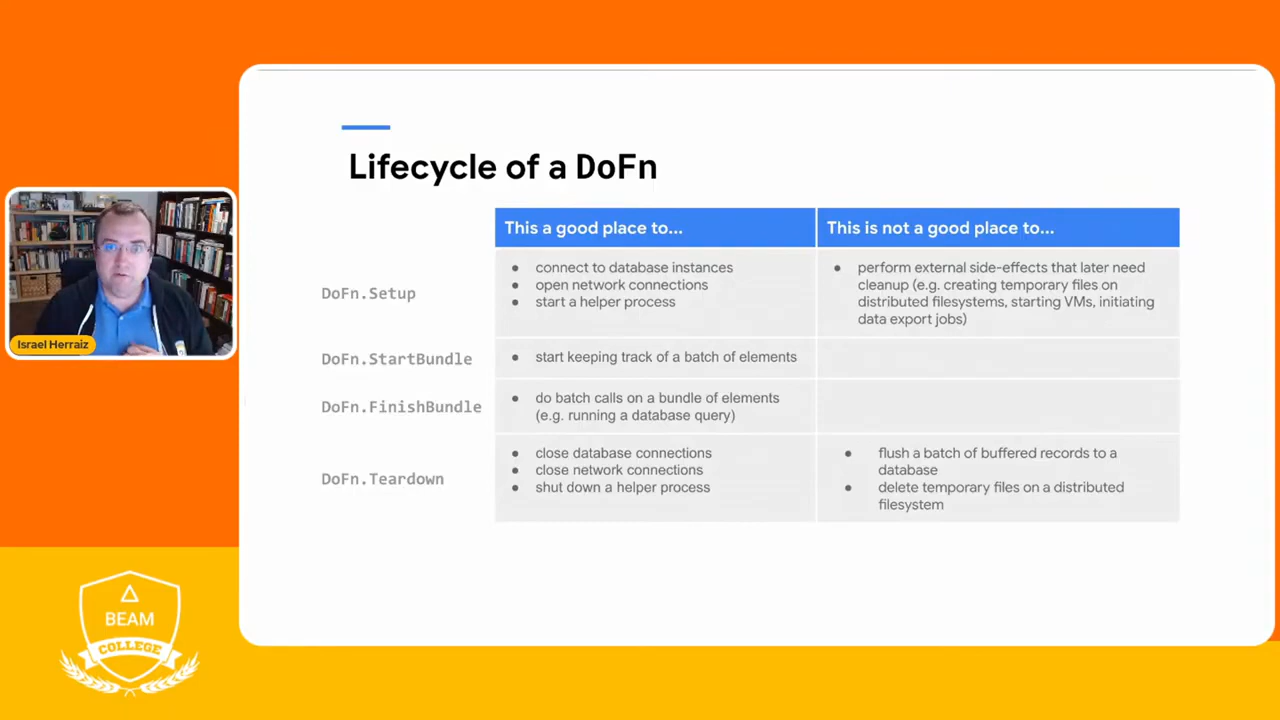 Lifecycle of a DoFn
This a good place to...
This is not a good place to...
DoFn.Setup
● connect to database instances
● open network connections
● start a helper process
● perform external side-effects that later need
cleanup (e.g. creating temporary files on
distributed filesystems, starting VMs, initiating
data export jobs)
DoFn.StartBundle
● start keeping track of a batch of elements
DoFn.FinishBundle
● do batch calls on a bundle of elements
(e.g. running a database query)
DoFn.Teardown
● close database connections
● close network connections
● shut down a helper process
● flush a batch of buffered records to a
database
● delete temporary files on a distributed
filesystem
Israel Herraiz
BEAM
COLLEGE